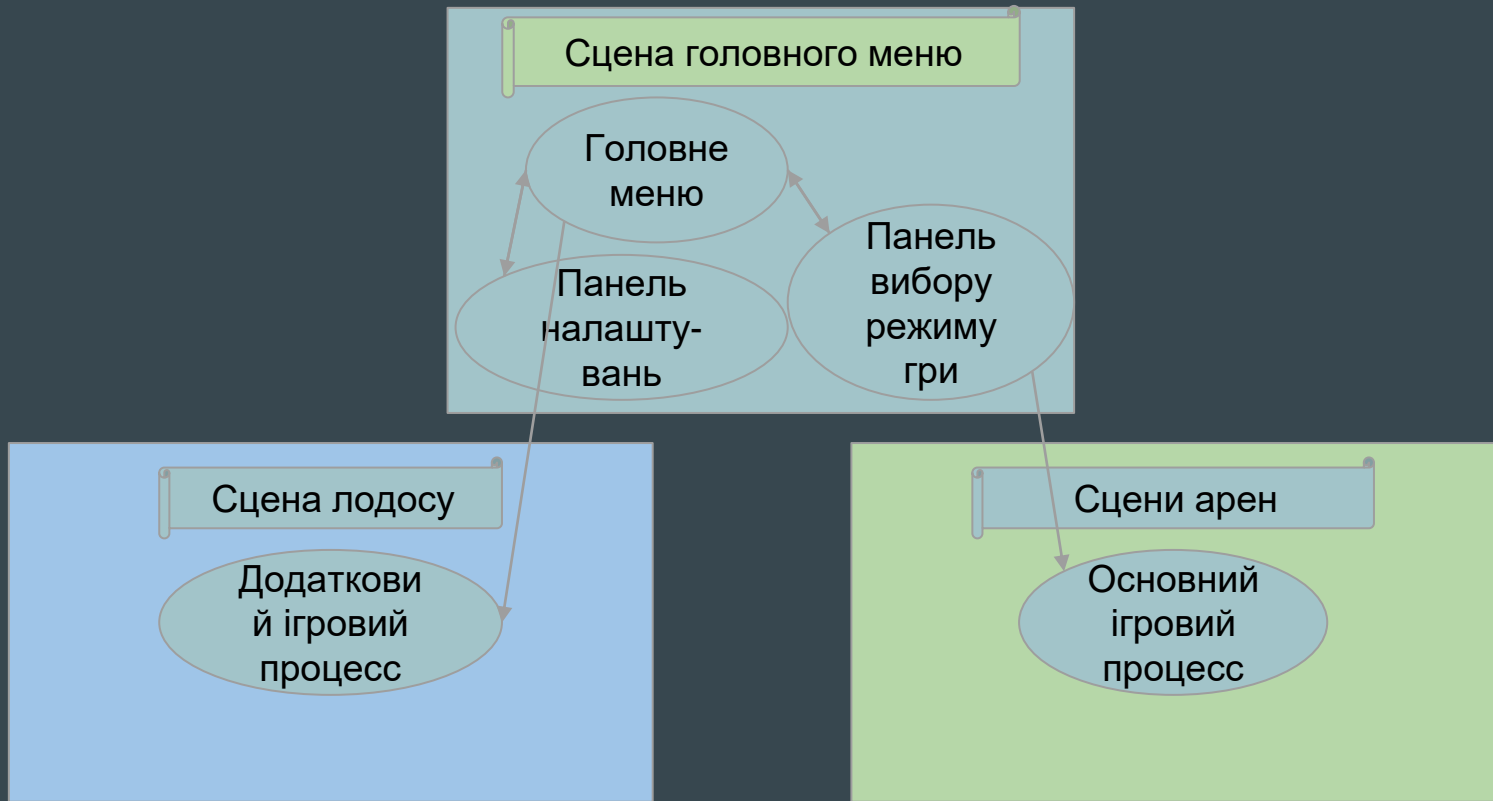 Сцена головного меню
Головне
меню
Панель
вибору
режиму
гри
Панель
налашту-
вань
Сцена лодосу
Додаткови
й ігровий
процесс
Сцени арен
Основний
ігровий
процесс